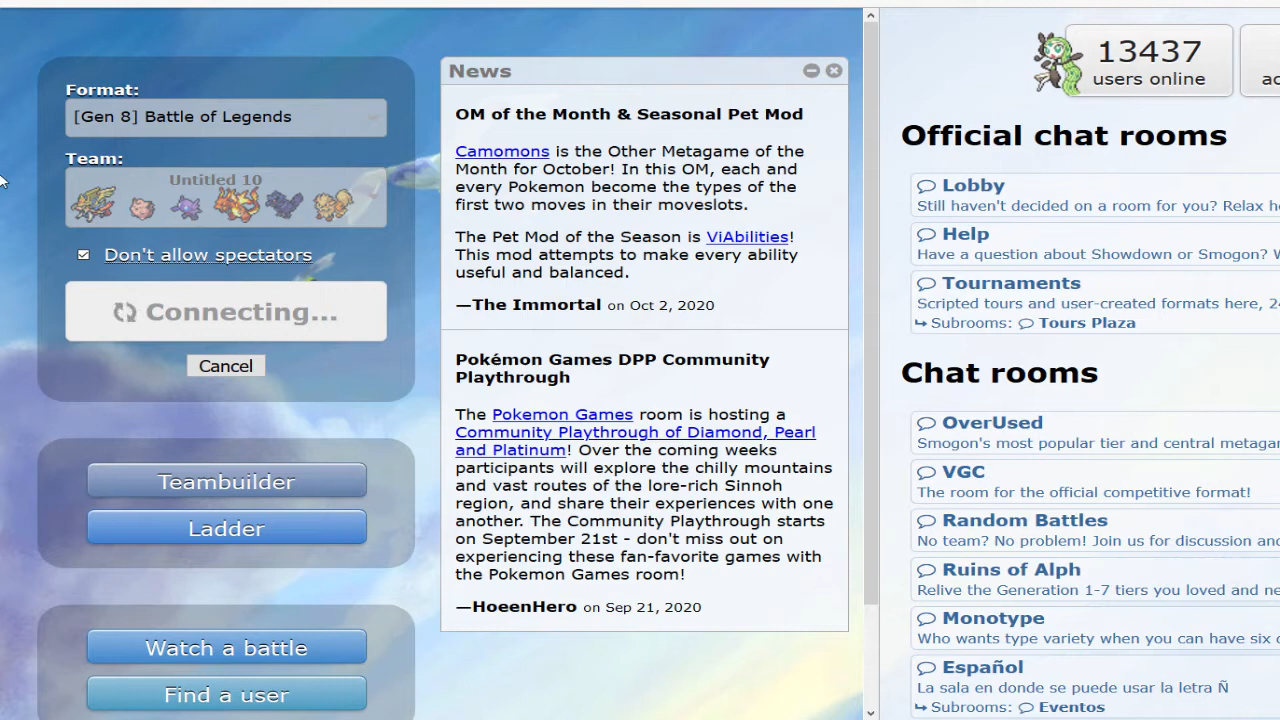 Format:
[Gen 8] Battle of Legends
Team:
Untitled 10
Don't allow spectators
Connecting...
Cancel
Teambuilder
Ladder
Watch a battle
Find a user
News
OM of the Month & Seasonal Pet Mod
Camomons is the Other Metagame of the
Month for October! In this OM, each and
every Pokemon become the types of the
first two moves in their moveslots.
The Pet Mod of the Season is ViAbilities!
This mod attempts to make every ability
useful and balanced.
—The Immortal on Oct 2, 2020
Pokémon Games DPP Community
Playthrough
The Pokemon Games room is hosting a
Community Playthrough of Diamond, Pearl
and Platinum! Over the coming weeks
participants will explore the chilly mountains
and vast routes of the lore-rich Sinnoh
region, and share their experiences with one
another. The Community Playthrough starts
on September 21st - don't miss out on
experiencing these fan-favorite games with
the Pokemon Games room!
—HoeenHero on Sep 21, 2020
13437
users online
Official chat rooms
Lobby
Still haven't decided on a room for you? Relax
Help
Have a question about Showdown or Smogon?
Tournaments
Scripted tours and user-created formats here,
↳ Subrooms: Tours Plaza
Chat rooms
OverUsed
Smogon's most popular tier and central
VGC
The room for the official competitive format!
Random Battles
No team? No problem! Join us for discussion
Ruins of Alph
Relive the Generation 1-7 tiers you loved and
Monotype
Who wants type variety when you can have six
Español
La sala en donde se puede usar la letra Ñ
↳ Subrooms: Eventos